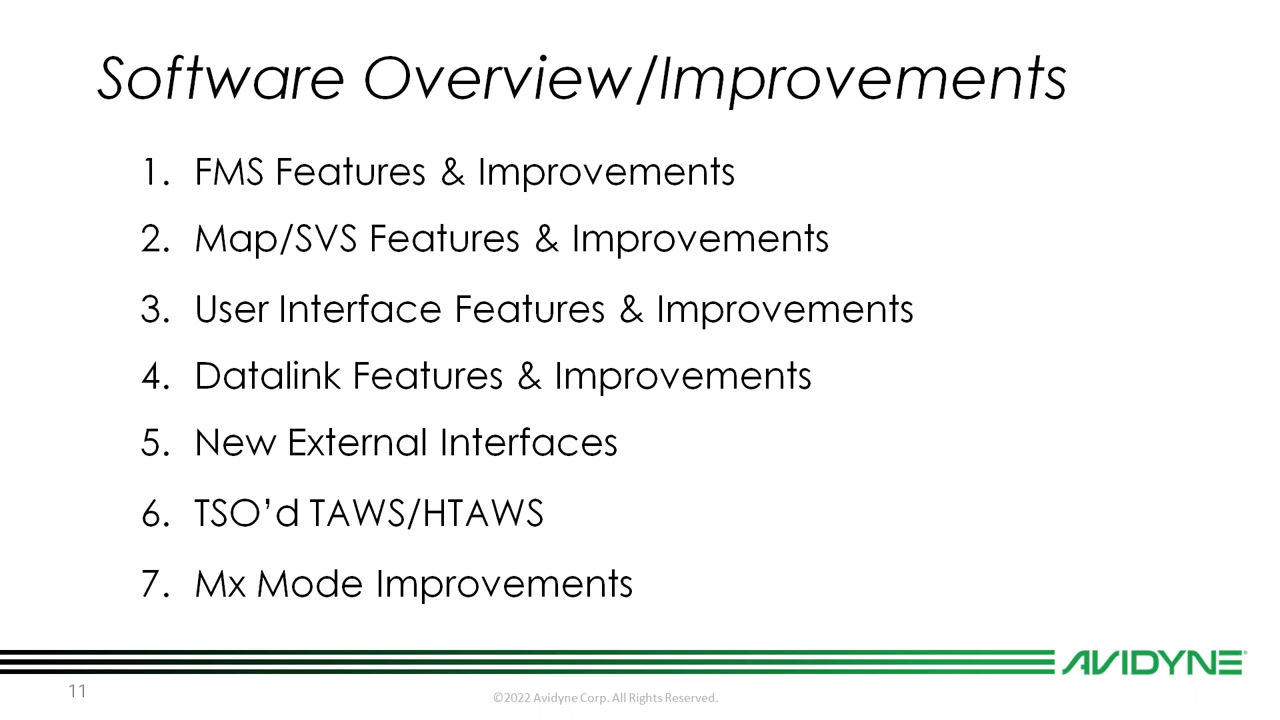 Software Overview/Improvements
1. FMS Features & Improvements
2. Map/SVS Features & Improvements
3. User Interface Features & Improvements
4. Datalink Features & Improvements
5. New External Interfaces
6. TSO’d TAWS/HTAWS
7. Mx Mode Improvements
AVIDYNE®
11
©2022 Avidyne Corp. All Rights Reserved.